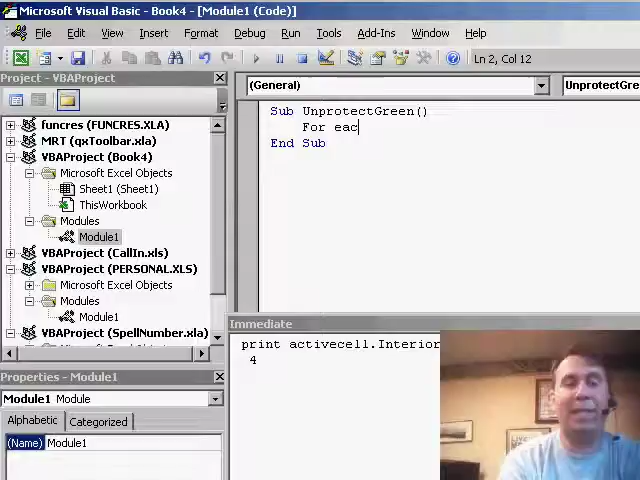 Microsoft Visual Basic - Book4 - [Module1 (Code)]
File Edit View Insert Format Debug Run Tools Add-Ins Window Help
Ln 2, Col 12
Project - VBAProject
funcres (FUNCRES.XLA)
MRT (qxToolbar.xla)
VBAProject (Book4)
Microsoft Excel Objects
Sheet1 (Sheet1)
ThisWorkbook
Modules
Module1
VBAProject (CallIn.xls)
VBAProject (PERSONAL.XLS)
Microsoft Excel Objects
Modules
Module1
VBAProject (SpellNumber.xla)
Properties - Module1
Module1 Module
Alphabetic Categorized
(Name) Module1
(General) UnprotectGre
Sub UnprotectGreen()
For eac
End Sub
Immediate
print activecell.Interior
4